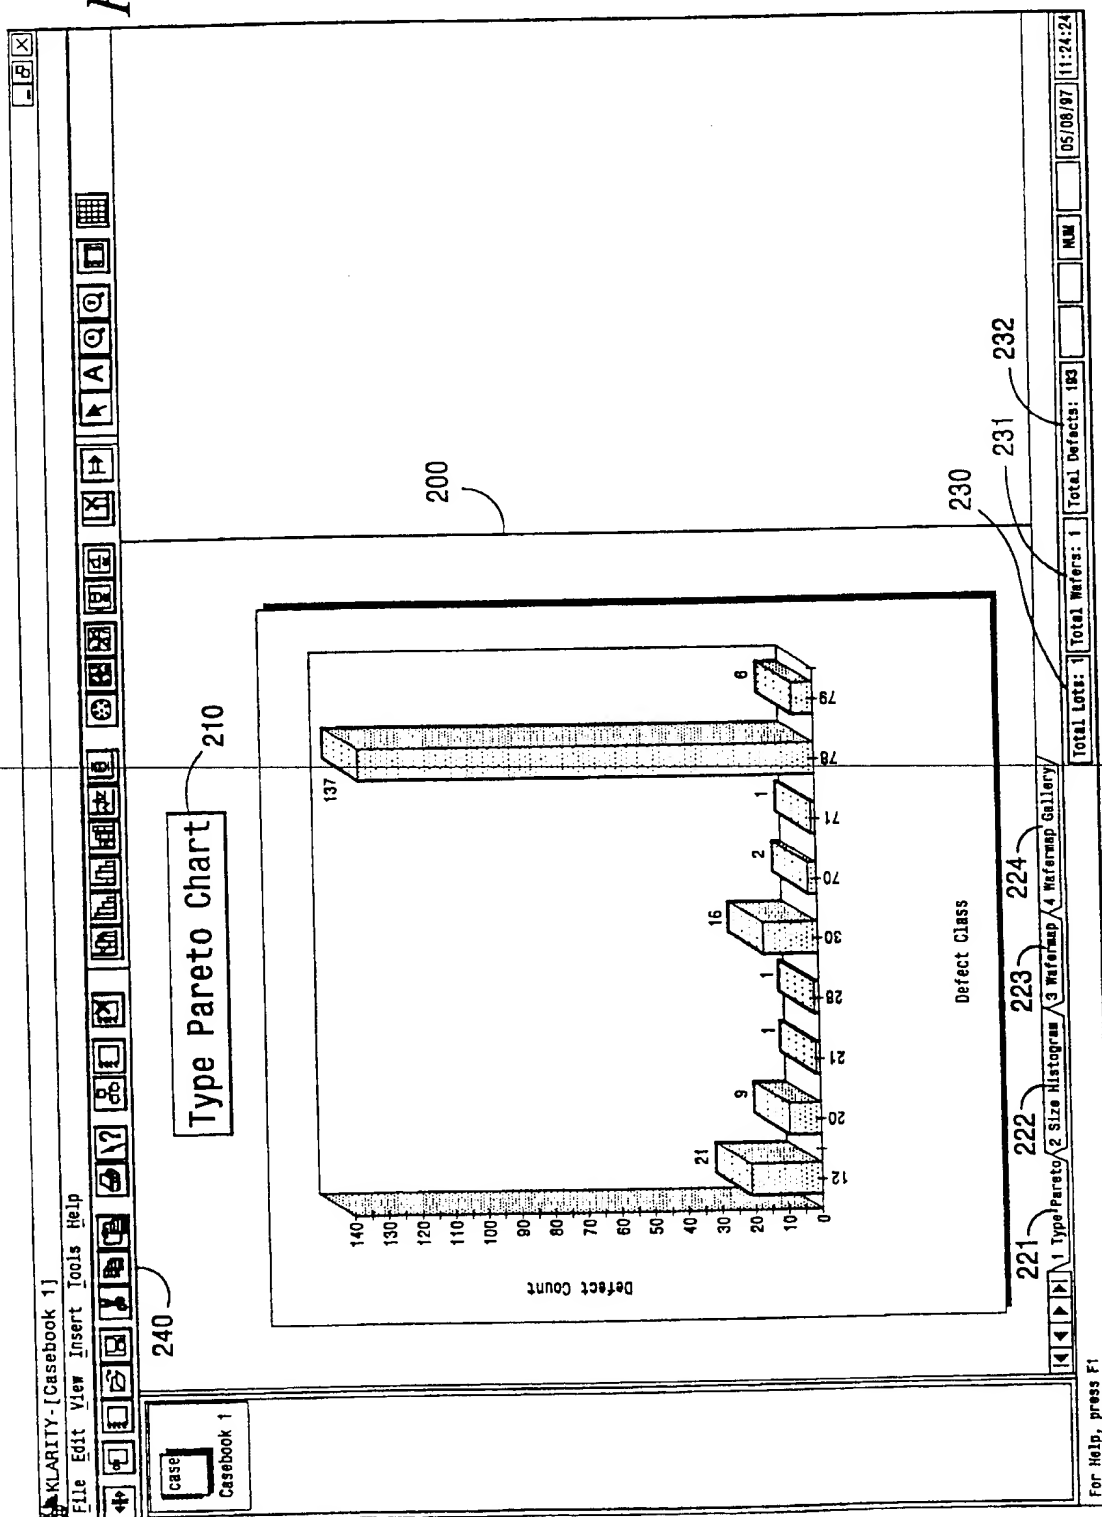 KLARITY-[Casebook 1]
File Edit View Insert Tools Help
A
240
case
Casebook 1
Type Pareto Chart
210
200
Defect Count
140
130
120
110
100
90
80
70
60
50
40
30
20
10
0
21
9
1
1
16
2
1
137
6
12
20
21
28
30
70
71
78
79
Defect Class
221
222
223
224
230
231
232
1 Type Pareto
2 Size Histogram
3 Wafermap
4 Wafermap Gallery
For Help, press F1
Total Lots: 1
Total Wafers: 1
Total Defects: 193
NUM
05/08/97
11:24:24